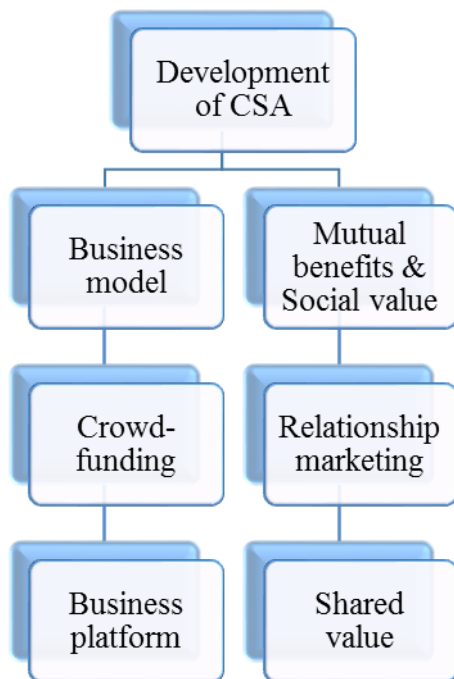 Development
of CSA
Business
model
Mutual
benefits &
Social value
Crowd-
funding
Relationship
marketing
Business
platform
Shared
value